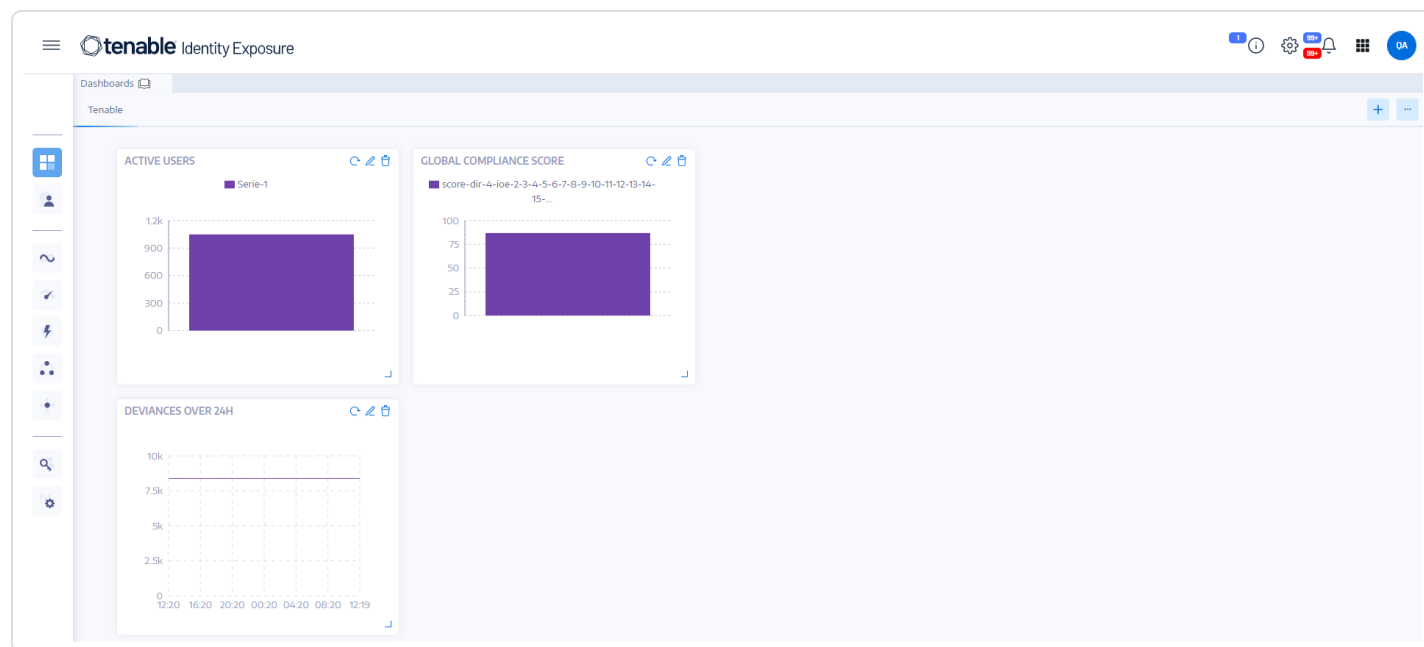 tenable Identity Exposure
1
99+
99+
QA
Dashboards
Tenable
ACTIVE USERS
Serie-1
1.2k
900
600
300
0
GLOBAL COMPLIANCE SCORE
score-dir-4-ioe-2-3-4-5-6-7-8-9-10-11-12-13-14-
15-...
100
75
50
25
0
DEVIANCES OVER 24H
10k
7.5k
5k
2.5k
0
12:20 16:20 20:20 00:20 04:20 08:20 12:19